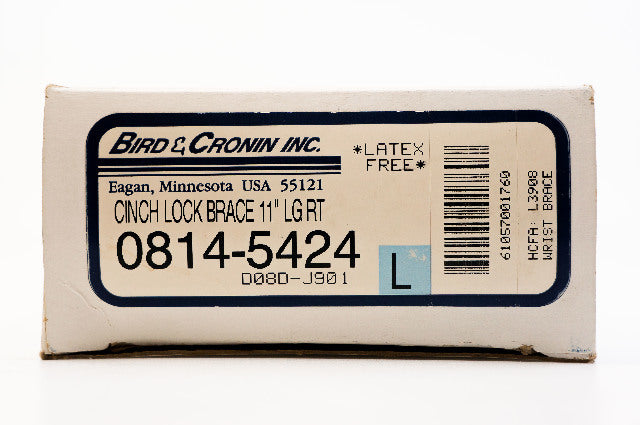 BIRD & CRONIN INC.
Eagan, Minnesota USA 55121
CINCH LOCK BRACE 11" LG RT
0814-5424
D08D-J901
L
*LATEX
FREE*
61057001760
HCFA: L3908
WRIST BRACE